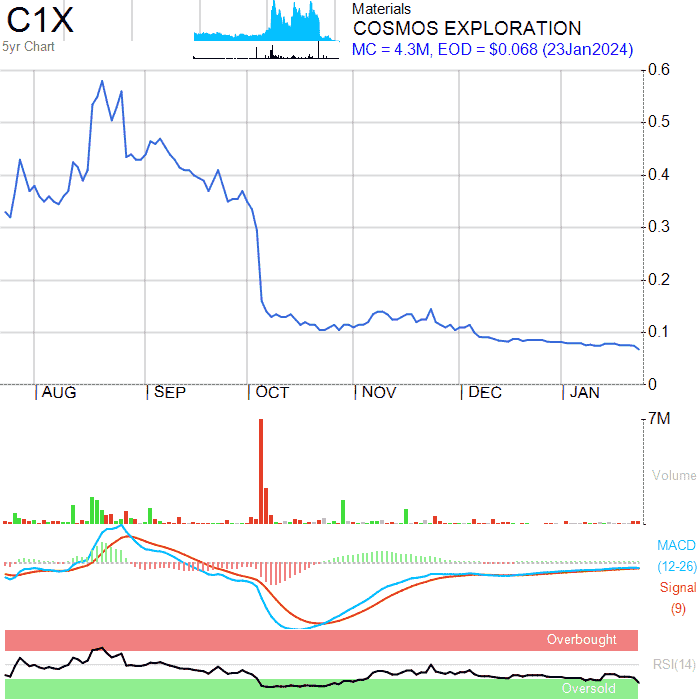 C1X
5yr Chart
Materials
COSMOS EXPLORATION
MC = 4.3M, EOD = $0.068 (23Jan2024)
0.6
0.5
0.4
0.3
0.2
0.1
0
AUG SEP OCT NOV DEC JAN
7M
Volume
MACD
(12-26)
Signal
(9)
Overbought
RSI(14)
Oversold